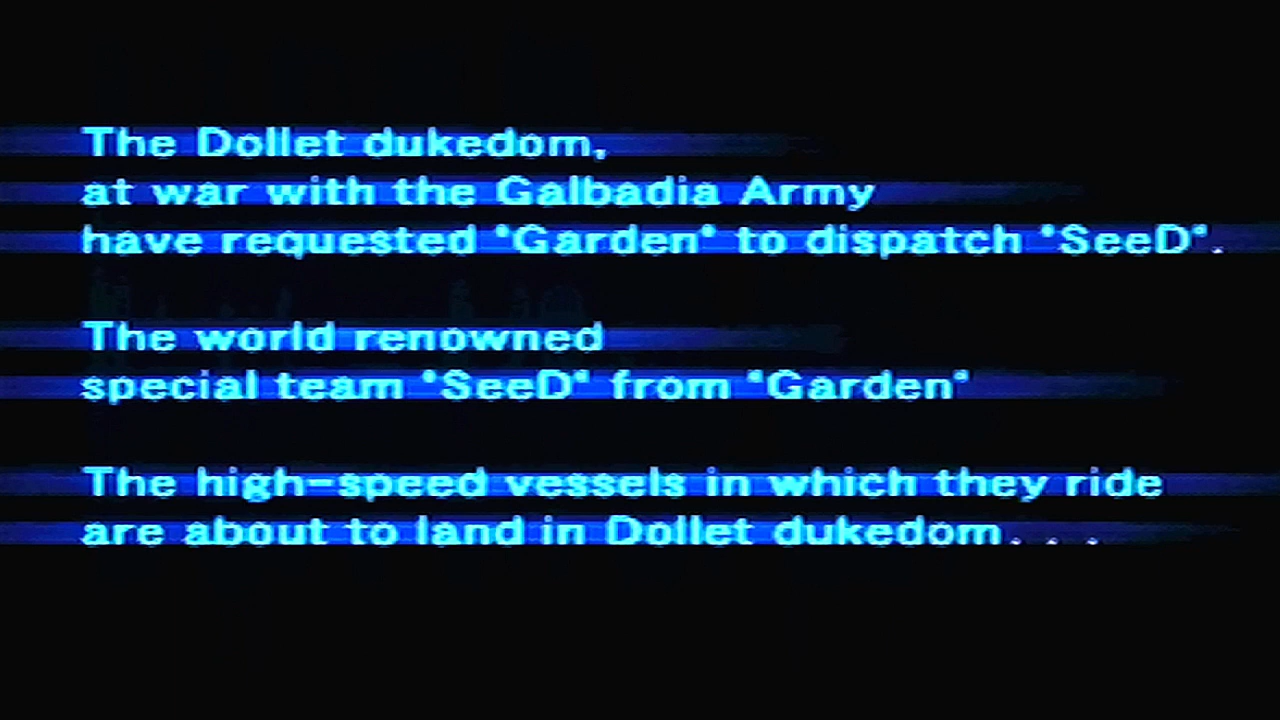 The Dollet dukedom,
at war with the Galbadia Army
have requested "Garden" to dispatch "SeeD".
The world renowned
special team "SeeD" from "Garden"
The high-speed vessels in which they ride
are about to land in Dollet dukedom...